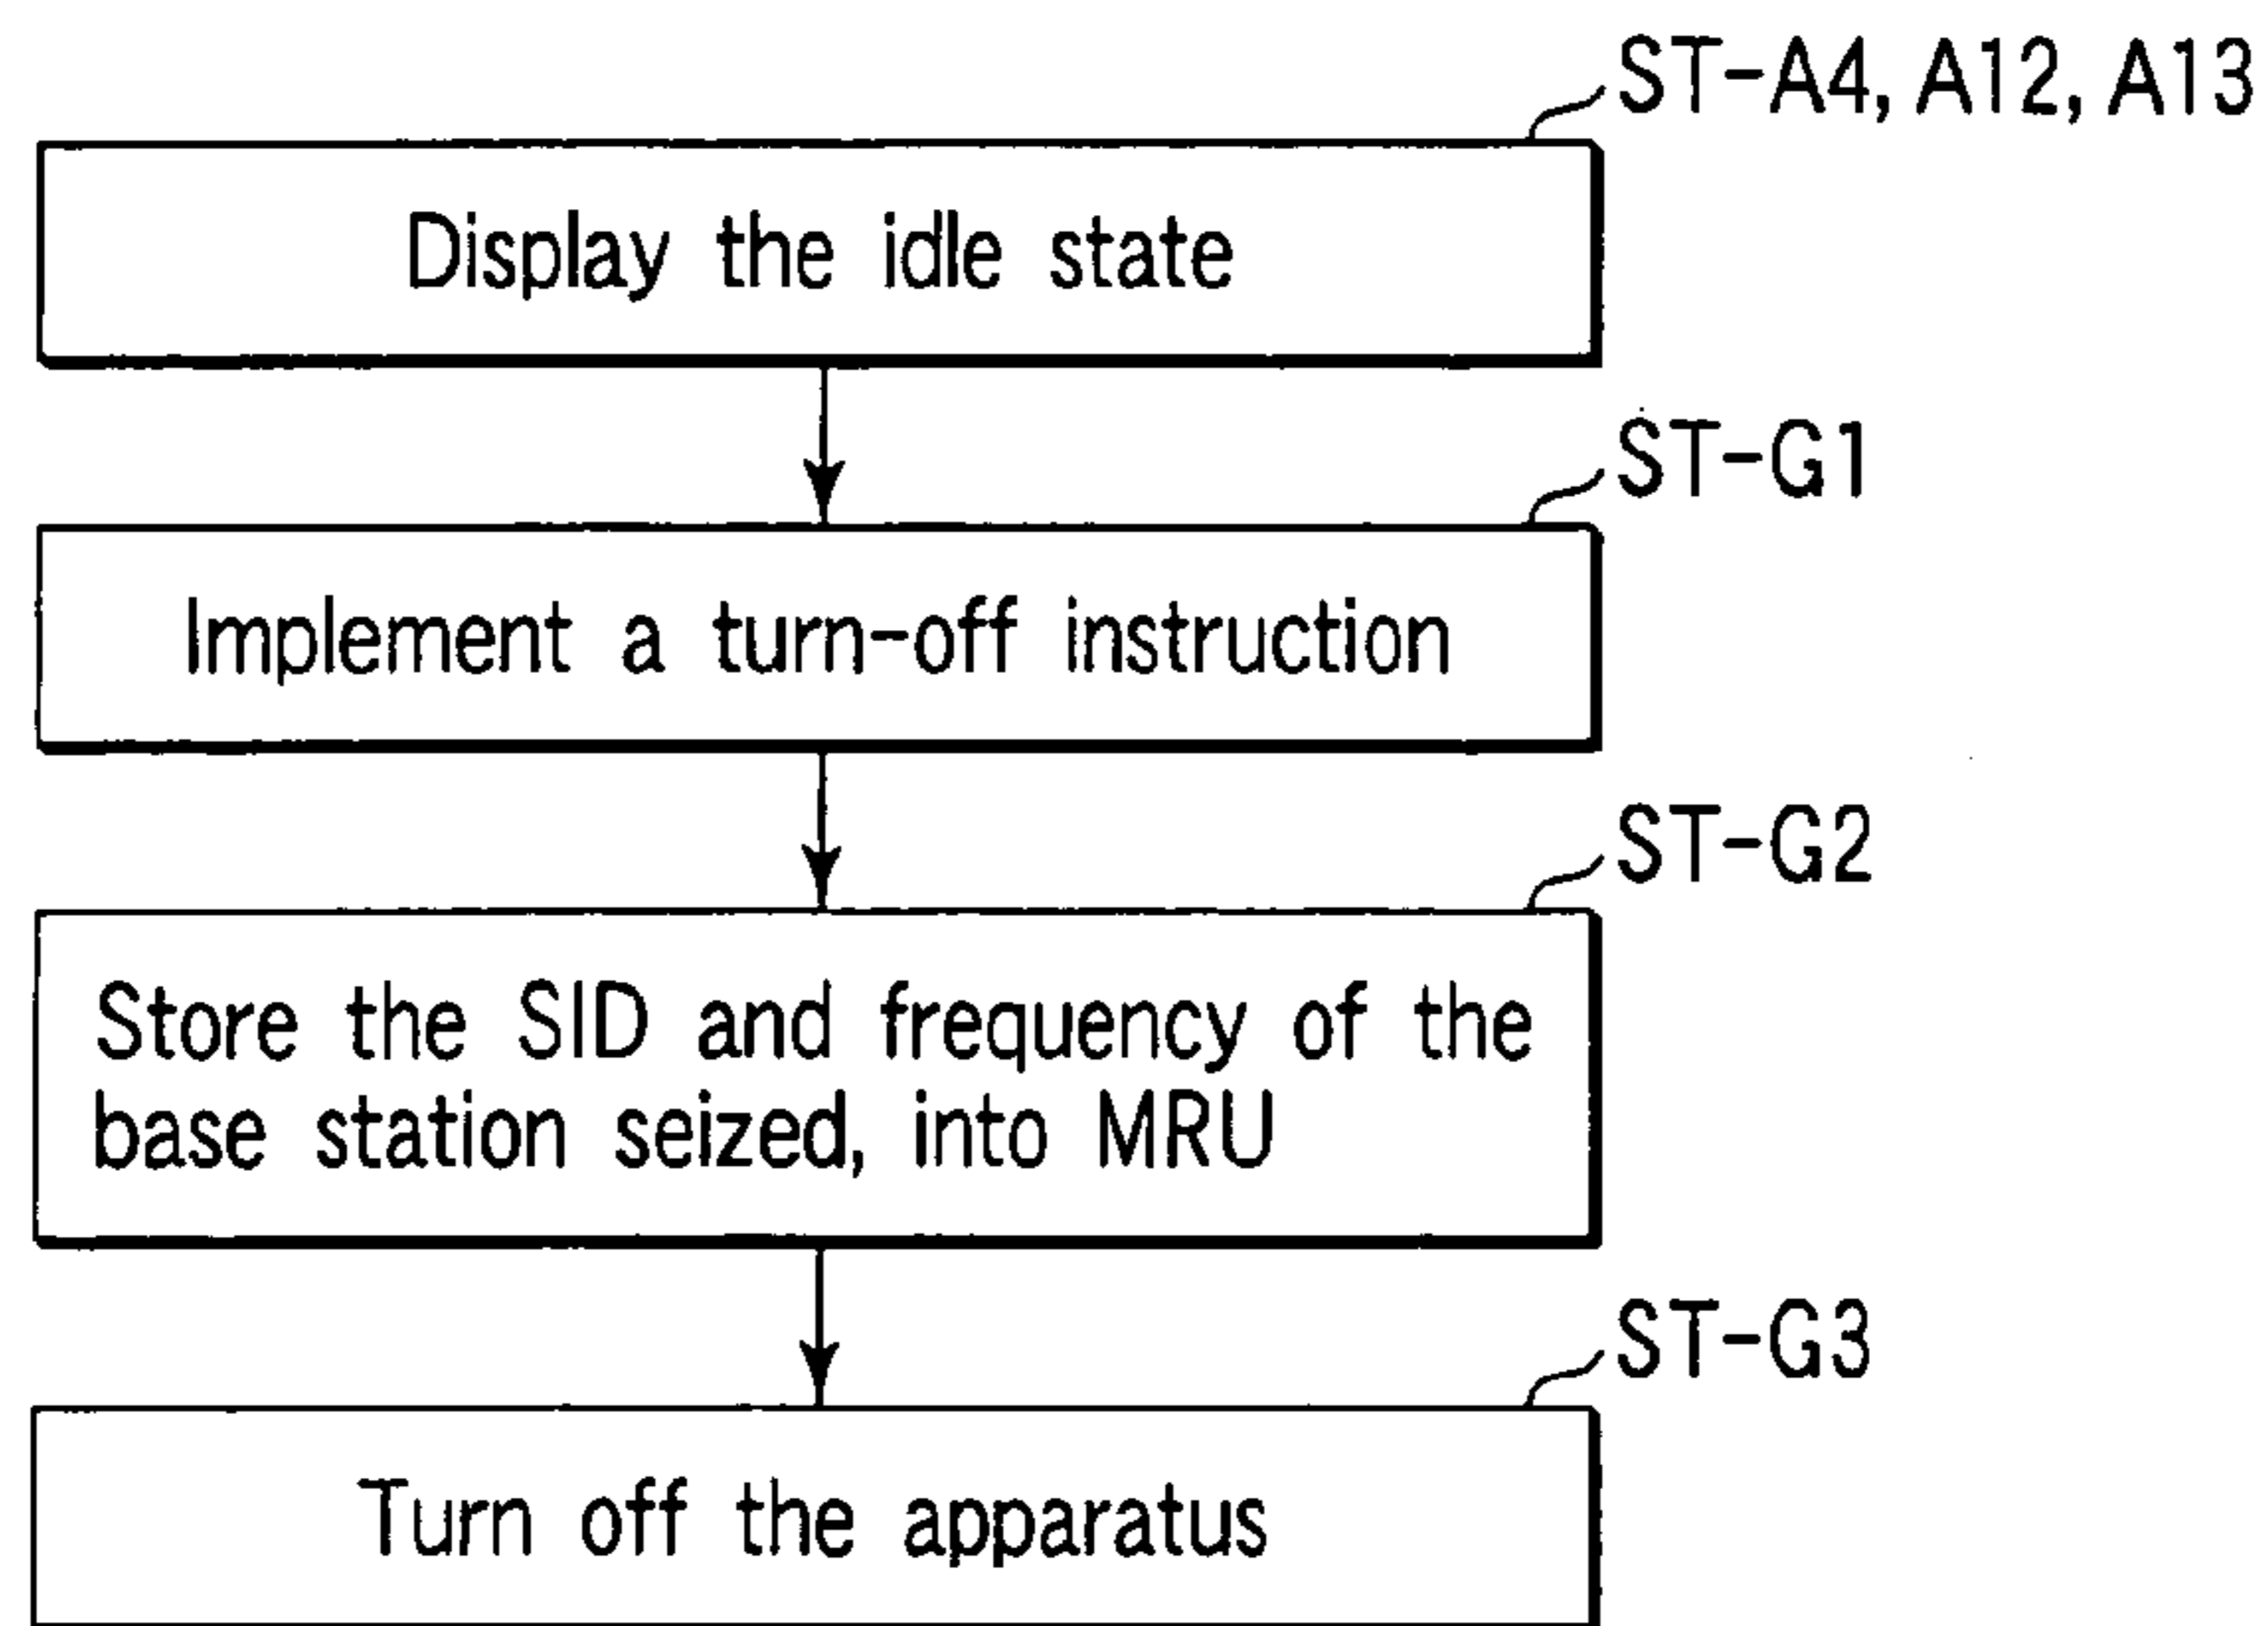 ST-A4, A12, A13
Display the idle state
ST-G1
Implement a turn-off instruction
ST-G2
Store the SID and frequency of the
base station seized, into MRU
ST-G3
Turn off the apparatus